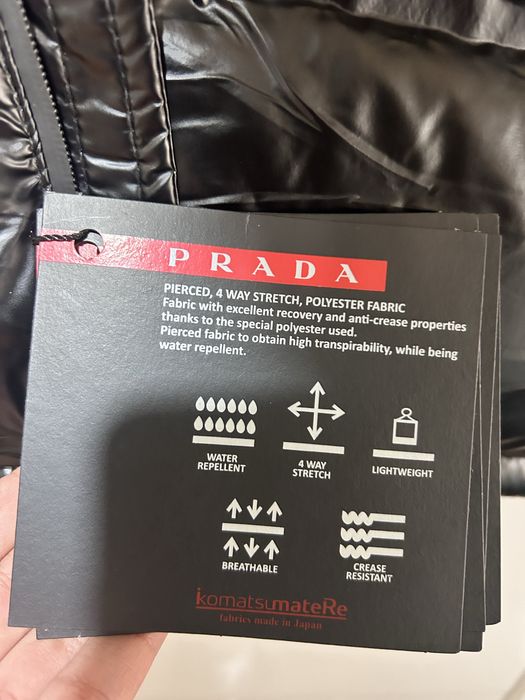 PRADA
PIERCED, 4 WAY STRETCH, POLYESTER FABRIC
Fabric with excellent recovery and anti-crease properties
thanks to the special polyester used.
Pierced fabric to obtain high transpirability, while being
water repellent.
WATER
REPELLENT
4 WAY
STRETCH
LIGHTWEIGHT
BREATHABLE
CREASE
RESISTANT
komatsumateRe
fabrics made in Japan